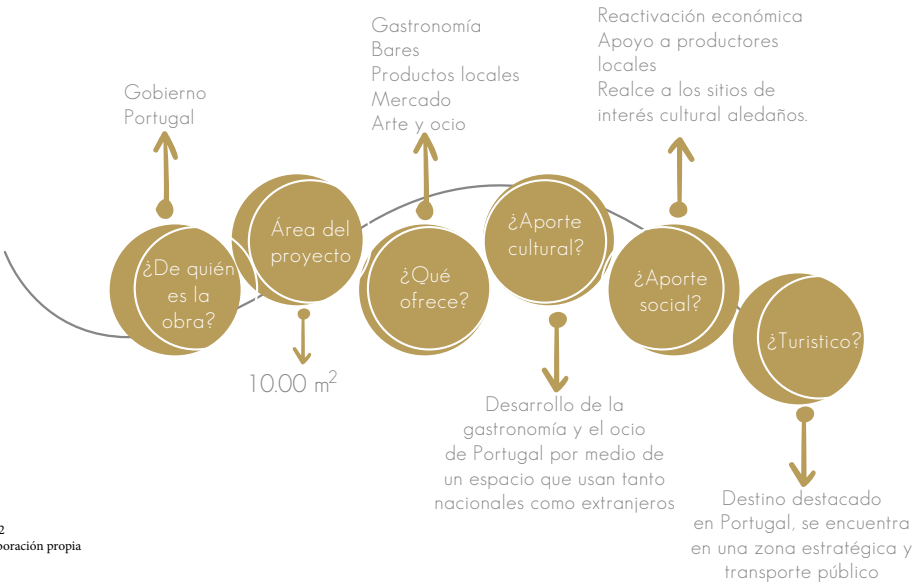 Gobierno
Portugal
¿De quién
es la
obra?
Área del
proyecto
10.00 m²
Gastronomía
Bares
Productos locales
Mercado
Arte y ocio
¿Qué
ofrece?
¿Aporte
cultural?
Desarrollo de la
gastronomía y el ocio
de Portugal por medio de
un espacio que usan tanto
nacionales como extranjeros
Reactivación económica
Apoyo a productores
locales
Realce a los sitios de
interés cultural aledaños.
¿Aporte
social?
¿Turistico?
Destino destacado
en Portugal, se encuentra
en una zona estratégica y
transporte público
2
propia